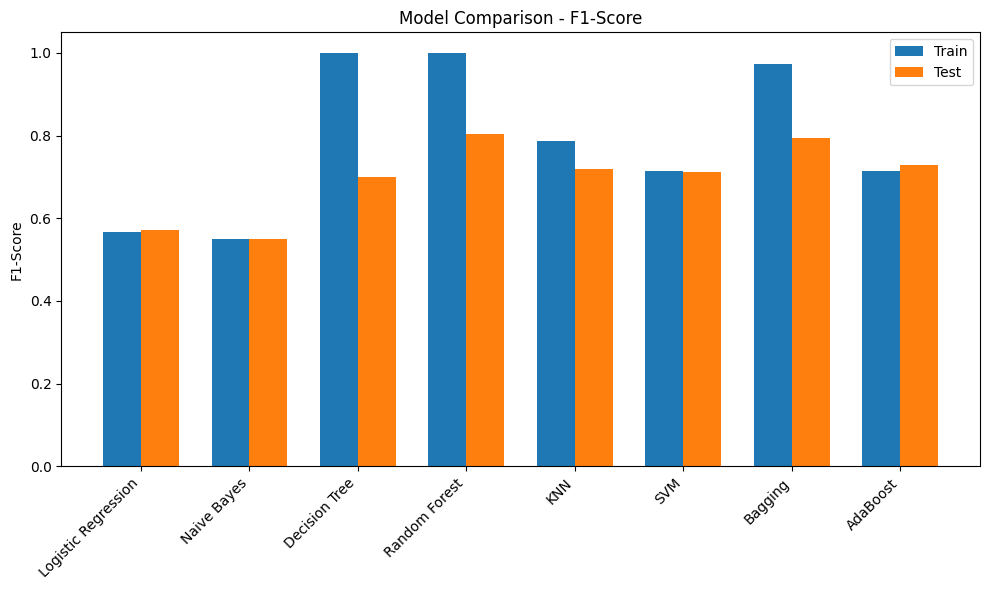 Model Comparison - F1-Score
Train
Test
F1-Score
1.0
0.8
0.6
0.4
0.2
0.0
Logistic Regression
Naive Bayes
Decision Tree
Random Forest
KNN
SVM
Bagging
AdaBoost